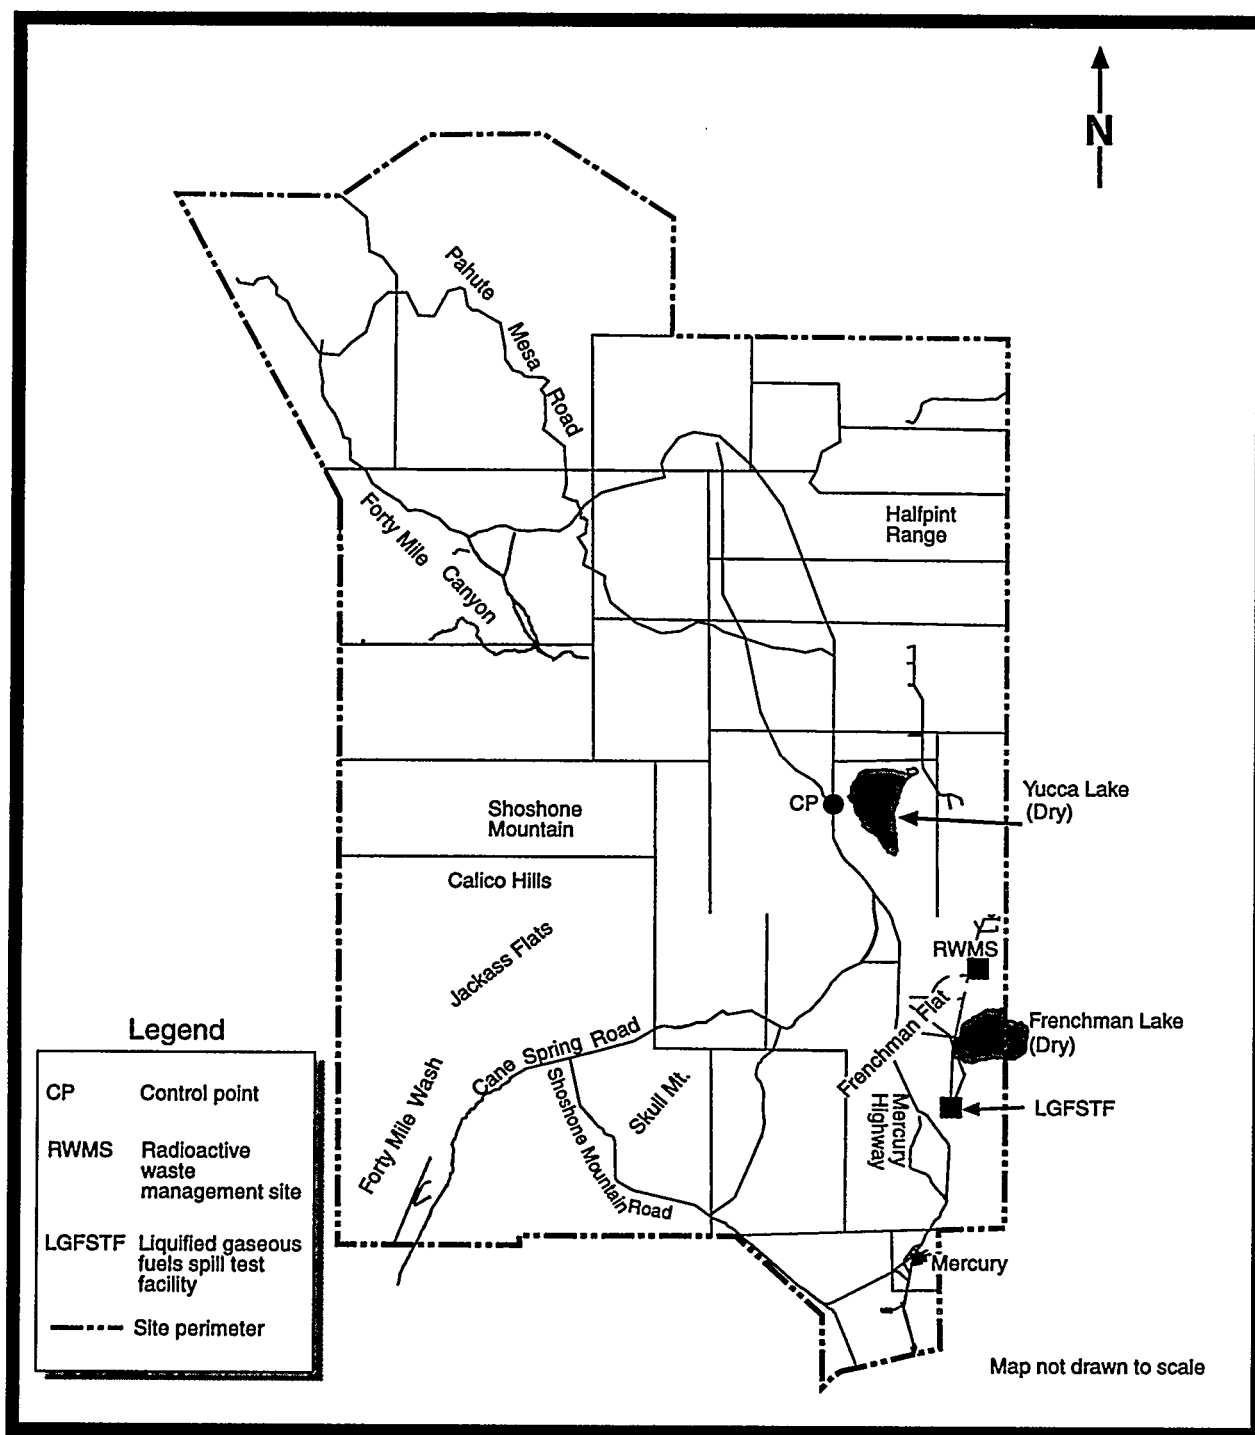 N
Pahute
Mesa
Road
Forty Mile
Canyon
Halfpint
Range
Shoshone
Mountain
CP
Yucca Lake
(Dry)
Calico Hills
Jackass Flats
RWMS
Frenchman Flat
Frenchman Lake
(Dry)
Cane Spring Road
Forty Mile Wash
Shoshone Mountain Road
Skull Mt.
Mercury
Highway
LGFSTF
Mercury
Legend
CP Control point
RWMS Radioactive
waste
management site
LGFSTF Liquified gaseous
fuels spill test
facility
Site perimeter
Map not drawn to scale